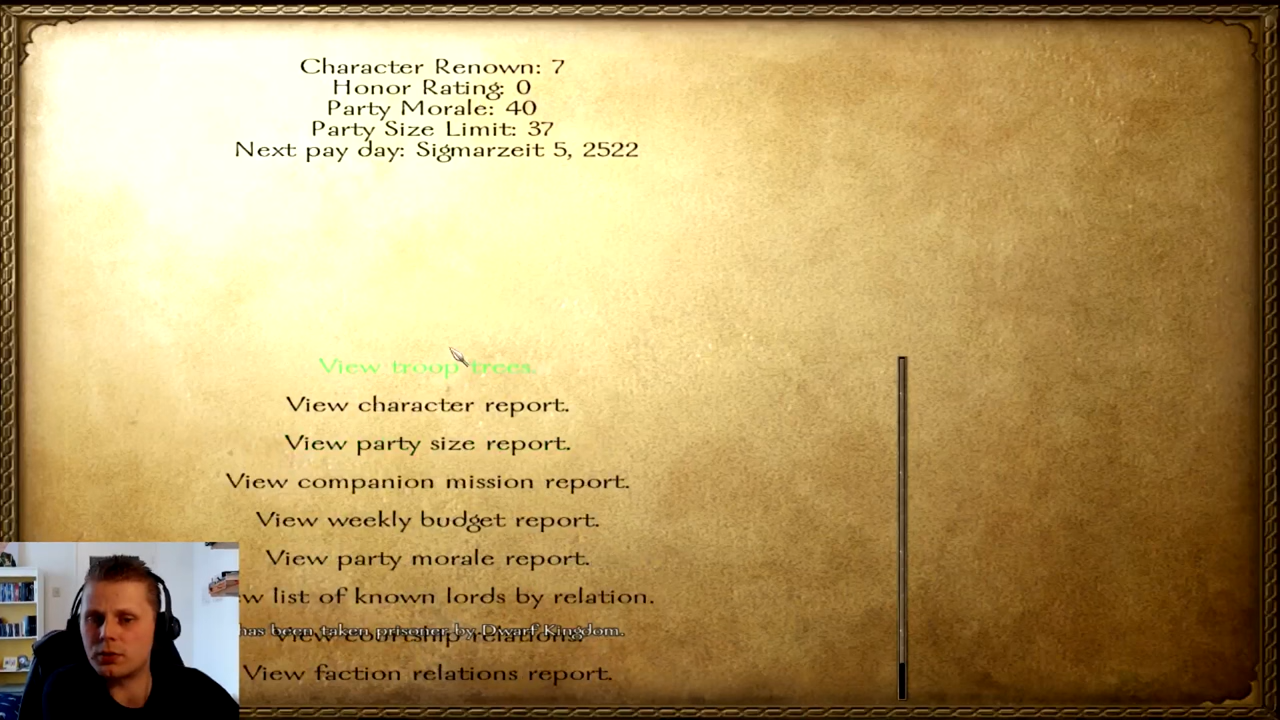 Character Renown: 7
Honor Rating: 0
Party Morale: 40
Party Size Limit: 37
Next pay day: Sigmarzeit 5, 2522
View troop trees.
View character report.
View party size report.
View companion mission report.
View weekly budget report.
View party morale report.
w list of known lords by relation.
has been taken prisoner by Dwarf Kingdom.
View courtship relations.
View faction relations report.